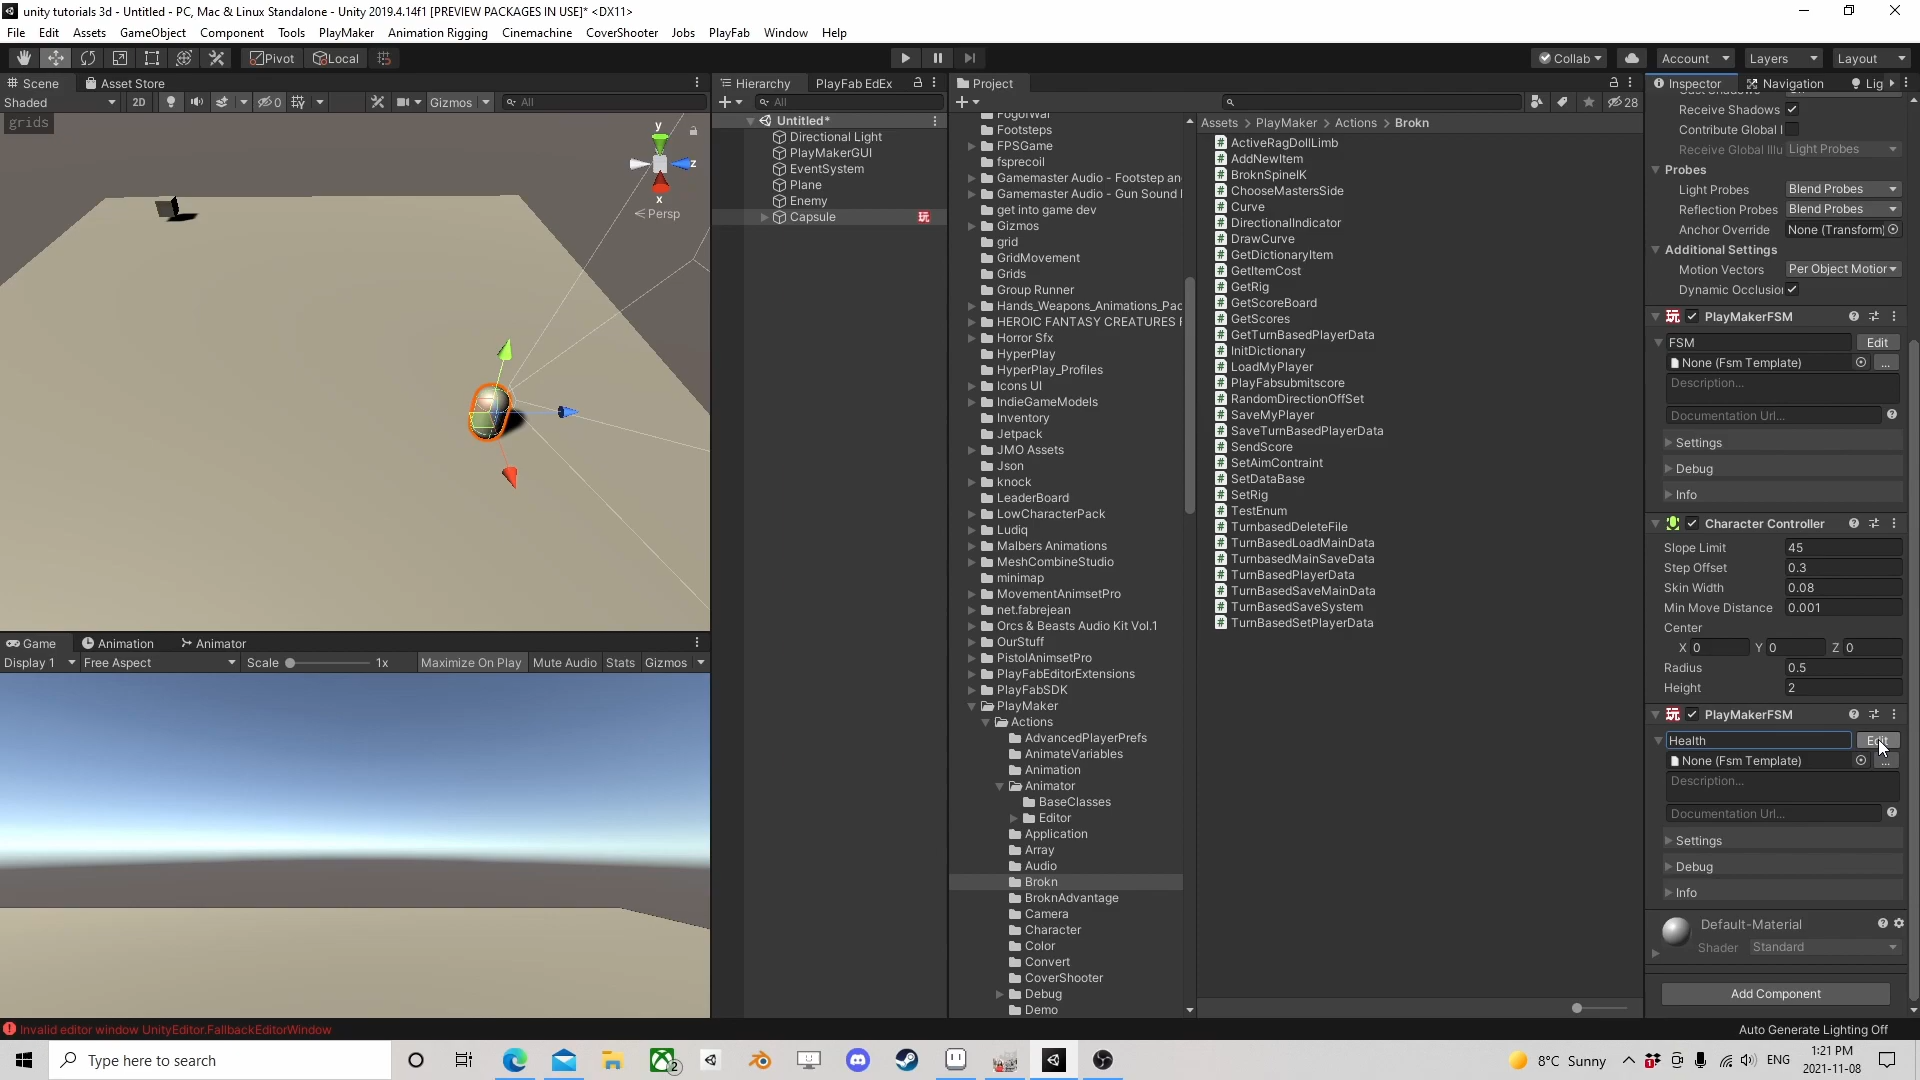 unity tutorials 3d - Untitled - PC, Mac & Linux Standalone - Unity 2019.4.14f1 [PREVIEW PACKAGES IN USE]* <DX11>
File Edit Assets GameObject Component Tools PlayMaker Animation Rigging Cinemachine CoverShooter Jobs PlayFab Window Help
Pivot Local Collab Account Layers Layout
Scene Asset Store
Shaded 2D 0 Gizmos All
grids
y
z
x
Persp
Game Animation Animator
Display 1 Free Aspect Scale 1x Maximize On Play Mute Audio Stats Gizmos
Hierarchy PlayFab EdEx
All
Untitled*
Directional Light
PlayMakerGUI
EventSystem
Plane
Enemy
Capsule
Project
28
FogofWar
Footsteps
FPSGame
fsprecoil
Gamemaster Audio - Footstep an
Gamemaster Audio - Gun Sound
get into game dev
Gizmos
grid
GridMovement
Grids
Group Runner
Hands_Weapons_Animations_Pac
HEROIC FANTASY CREATURES F
Horror Sfx
HyperPlay
HyperPlay_Profiles
Icons UI
IndieGameModels
Inventory
Jetpack
JMO Assets
Json
knock
LeaderBoard
LowCharacterPack
Ludiq
Malbers Animations
MeshCombineStudio
minimap
MovementAnimsetPro
net.fabrejean
Orcs & Beasts Audio Kit Vol.1
OurStuff
PistolAnimsetPro
PlayFabEditorExtensions
PlayFabSDK
PlayMaker
Actions
AdvancedPlayerPrefs
AnimateVariables
Animation
Animator
BaseClasses
Editor
Application
Array
Audio
Brokn
BroknAdvantage
Camera
Character
Color
Convert
CoverShooter
Debug
Demo
Assets > PlayMaker > Actions > Brokn
ActiveRagDollLimb
AddNewItem
BroknSpineIK
ChooseMastersSide
Curve
DirectionalIndicator
DrawCurve
GetDictionaryItem
GetItemCost
GetRig
GetScoreBoard
GetScores
GetTurnBasedPlayerData
InitDictionary
LoadMyPlayer
PlayFabsubmitscore
RandomDirectionOffSet
SaveMyPlayer
SaveTurnBasedPlayerData
SendScore
SetAimContraint
SetDataBase
SetRig
TestEnum
TurnbasedDeleteFile
TurnBasedLoadMainData
TurnbasedMainSaveData
TurnBasedPlayerData
TurnBasedSaveMainData
TurnBasedSaveSystem
TurnBasedSetPlayerData
Inspector Navigation Lig
Receive Shadows
Contribute Global I
Receive Global Illu Light Probes
Probes
Light Probes Blend Probes
Reflection Probes Blend Probes
Anchor Override None (Transform)
Additional Settings
Motion Vectors Per Object Motion
Dynamic Occlusion
PlayMakerFSM
FSM Edit
None (Fsm Template) ...
Description...
Documentation Url...
Settings
Debug
Info
Character Controller
Slope Limit 45
Step Offset 0.3
Skin Width 0.08
Min Move Distance 0.001
Center
X 0 Y 0 Z 0
Radius 0.5
Height 2
PlayMakerFSM
Health Edit
None (Fsm Template) ...
Description...
Documentation Url...
Settings
Debug
Info
Default-Material
Shader Standard
Add Component
Invalid editor window UnityEditor.FallbackEditorWindow
Auto Generate Lighting Off
Type here to search
2
8°C Sunny ENG 1:21 PM
2021-11-08